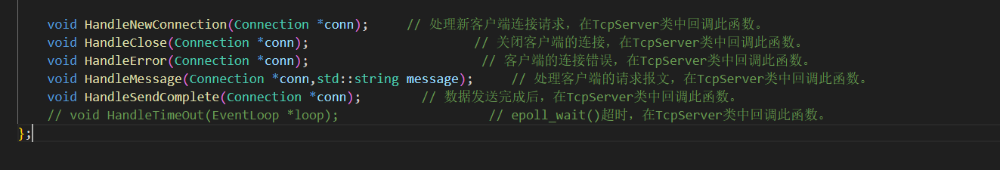 void HandleNewConnection(Connection *conn);     // 处理新客户端连接请求，在TcpServer类中回调此函数。
void HandleClose(Connection *conn);                      // 关闭客户端的连接，在TcpServer类中回调此函数。
void HandleError(Connection *conn);                       // 客户端的连接错误，在TcpServer类中回调此函数。
void HandleMessage(Connection *conn,std::string message);     // 处理客户端的请求报文，在TcpServer类中回调此函数。
void HandleSendComplete(Connection *conn);        // 数据发送完成后，在TcpServer类中回调此函数。
// void HandleTimeOut(EventLoop *loop);                    // epoll_wait()超时，在TcpServer类中回调此函数。
};